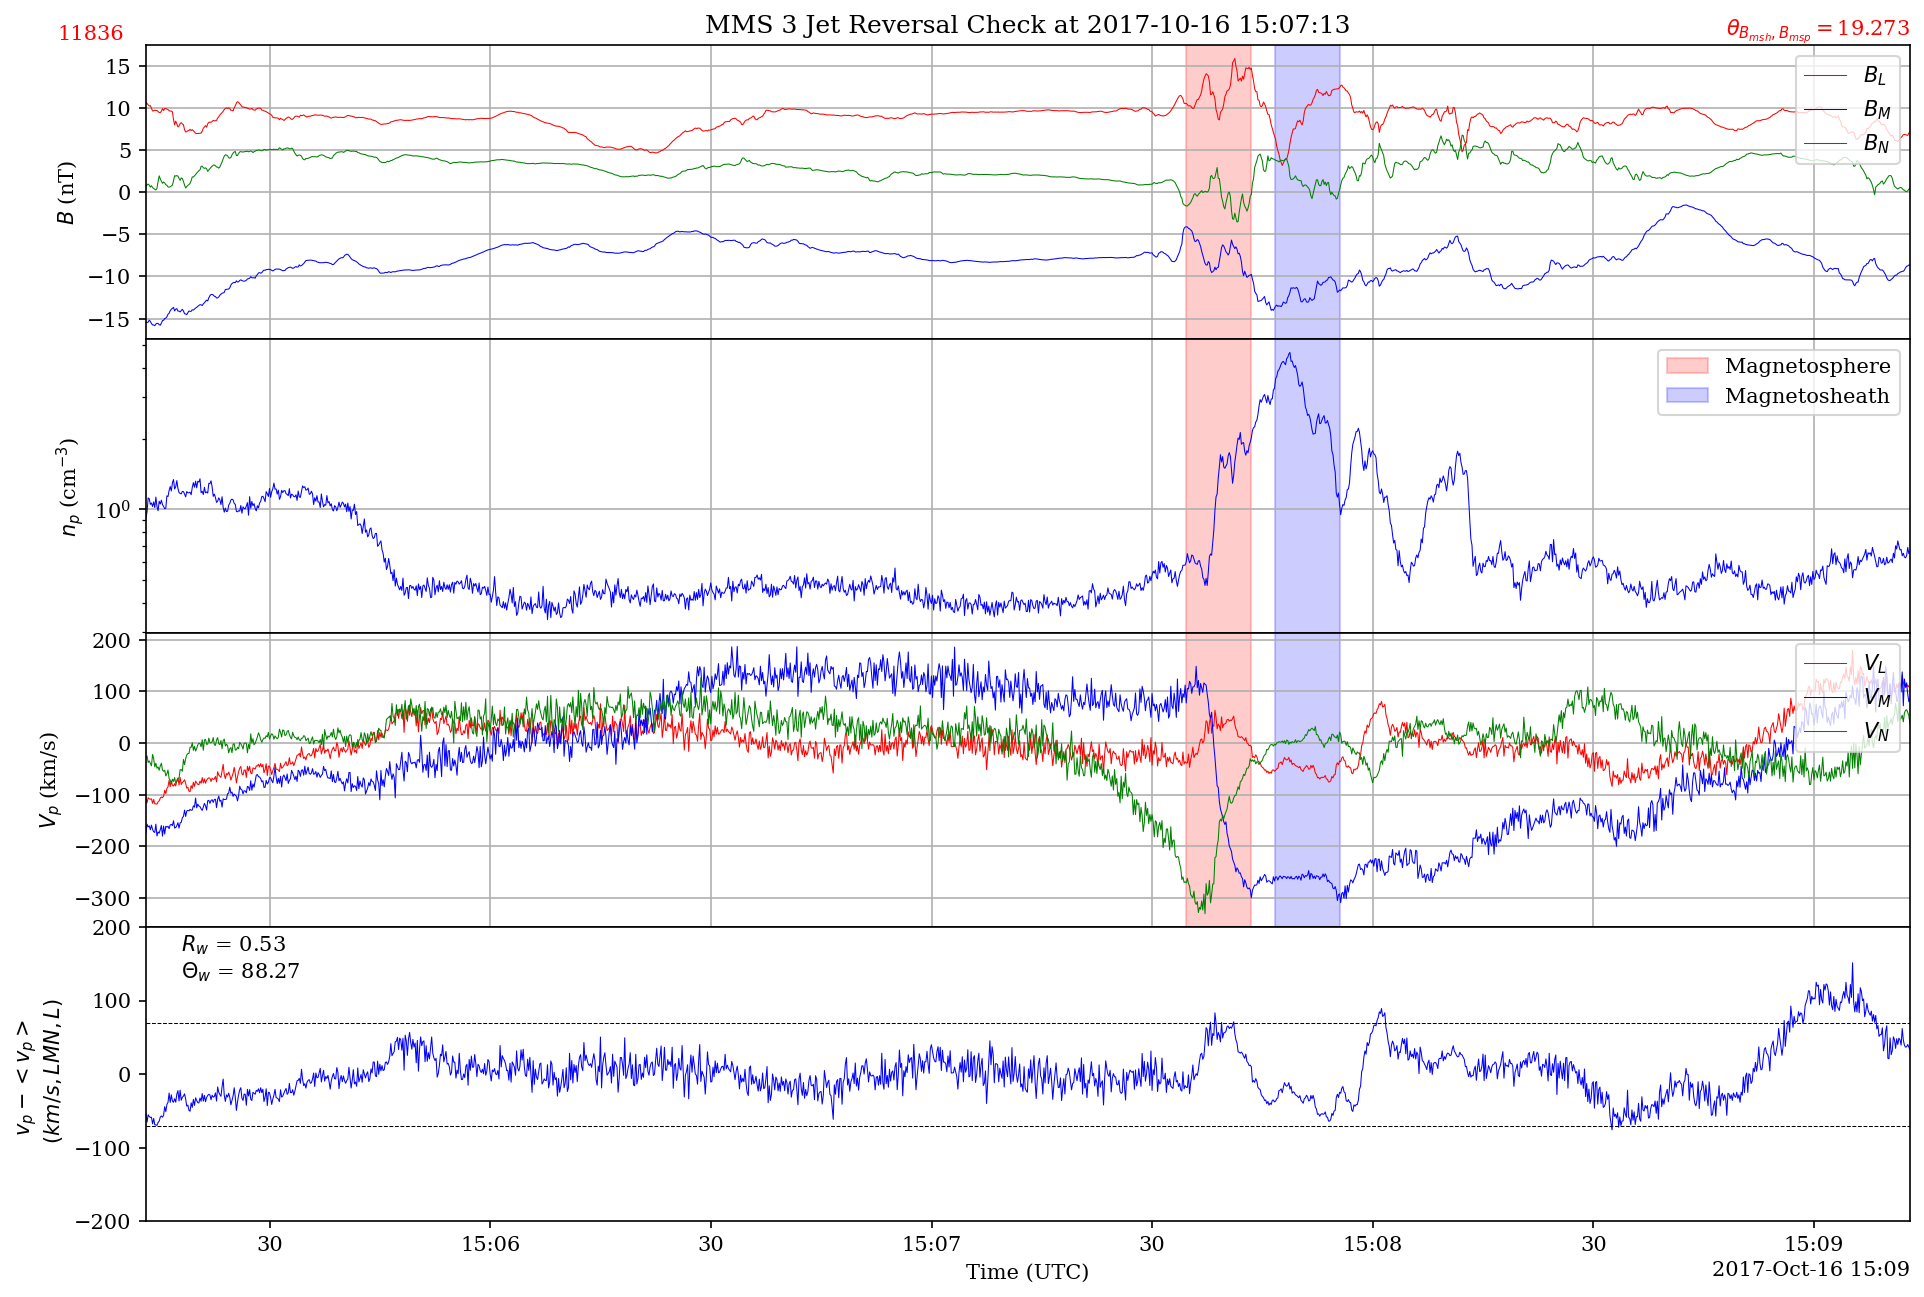 MMS 3 Jet Reversal Check at 2017-10-16 15:07:13
11836
θ_{B_{msh}, B_{msp}} = 19.273
15
10
5
0
−5
−10
−15
B (nT)
B_L
B_M
B_N
10^0
n_p (cm^{−3})
Magnetosphere
Magnetosheath
200
100
0
−100
−200
−300
V_p (km/s)
V_L
V_M
V_N
200
100
0
−100
−200
v_p − < v_p >
(km/s, LMN, L)
R_w = 0.53
Θ_w = 88.27
30
15:06
30
15:07
30
15:08
30
15:09
Time (UTC)
2017-Oct-16 15:09